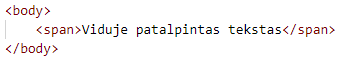 <body>
<span>Viduje patalpintas tekstas</span>
</body>